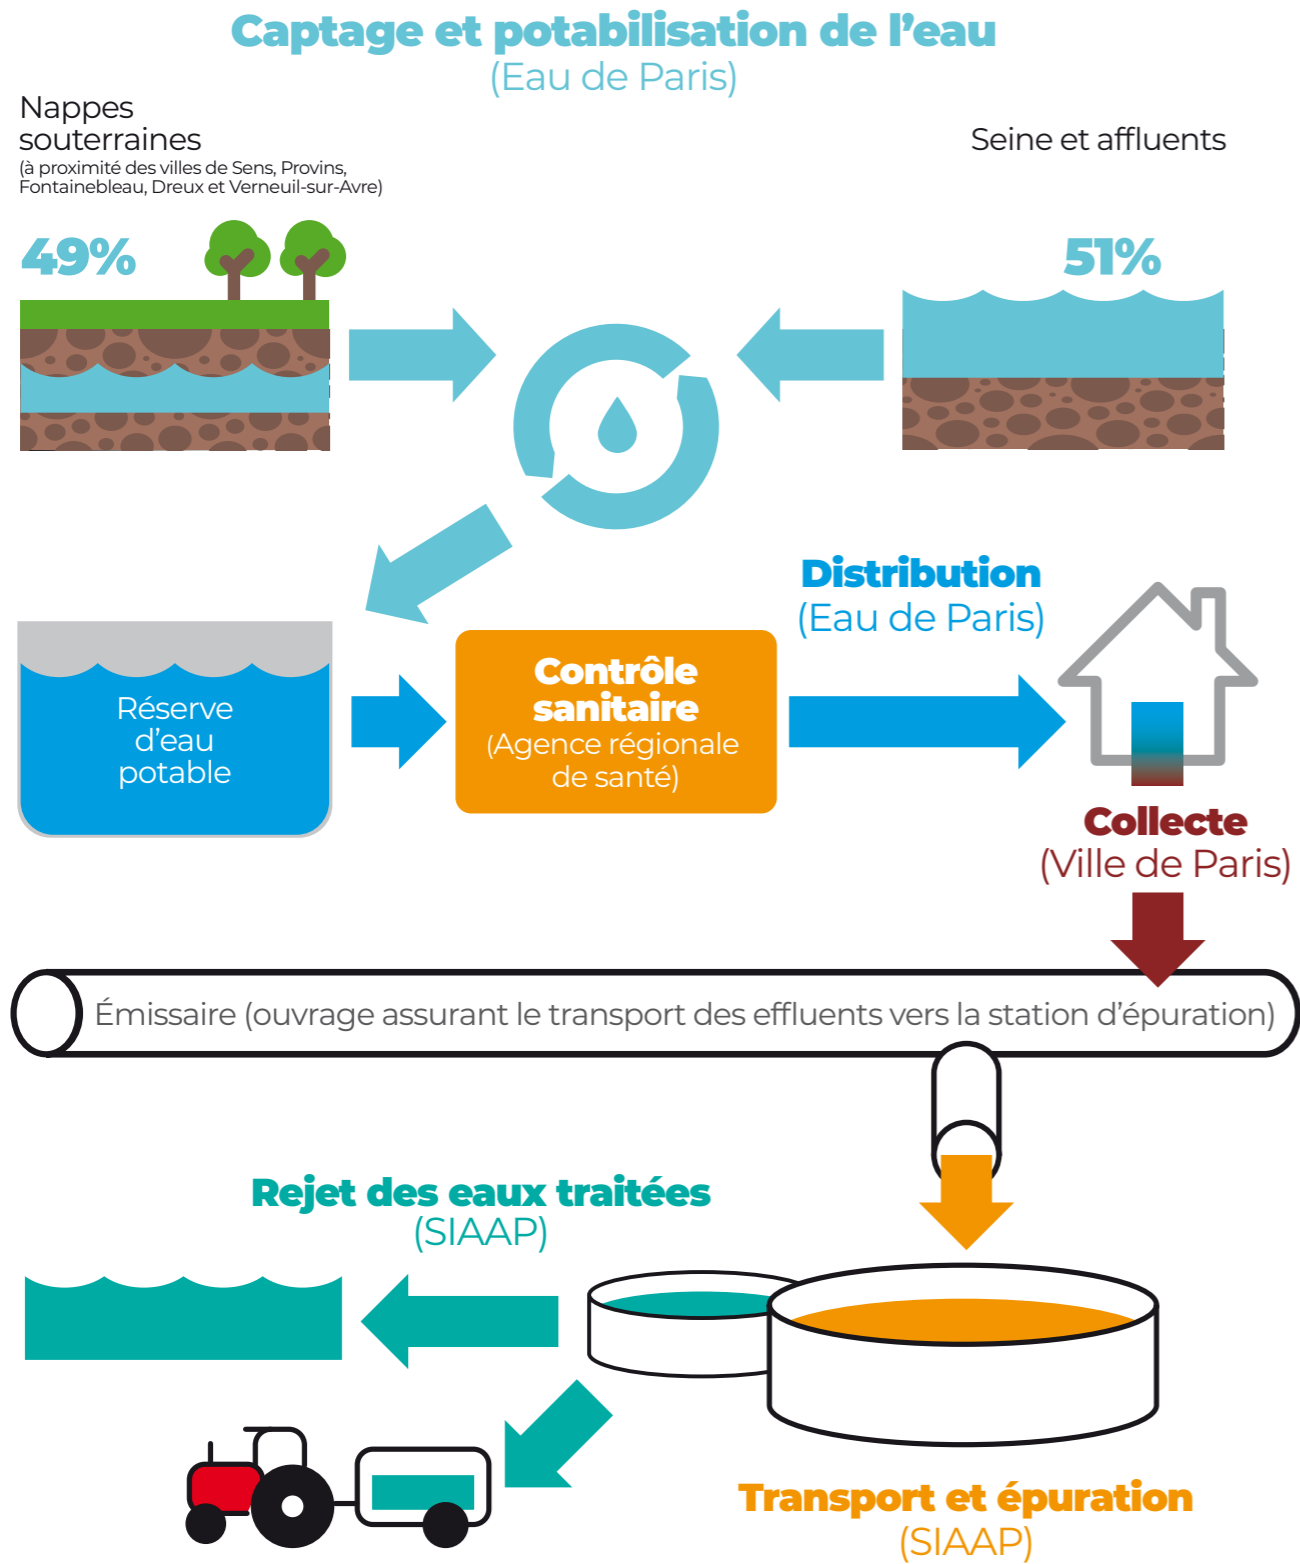 Captage et potabilisation de l’eau
(Eau de Paris)
Nappes
souterraines
(à proximité des villes de Sens, Provins,
Fontainebleau, Dreux et Verneuil-sur-Avre)
49%
Seine et affluents
51%
Réserve
d’eau
potable
Contrôle
sanitaire
(Agence régionale
de santé)
Distribution
(Eau de Paris)
Collecte
(Ville de Paris)
Émissaire (ouvrage assurant le transport des effluents vers la station d’épuration)
Rejet des eaux traitées
(SIAAP)
Transport et épuration
(SIAAP)